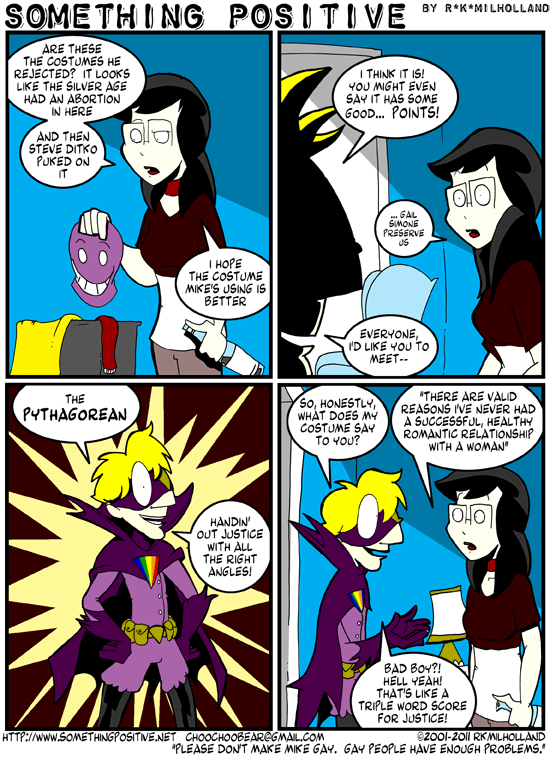 SOMETHING POSITIVE BY R*K*MILHOLLAND
ARE THESE
THE COSTUMES HE
REJECTED? IT LOOKS
LIKE THE SILVER AGE
HAD AN ABORTION
IN HERE
AND THEN
STEVE DITKO
PUKED ON
IT
I HOPE
THE COSTUME
MIKE'S USING IS
BETTER
I THINK IT IS!
YOU MIGHT EVEN
SAY IT HAS SOME
GOOD... POINTS!
... GAIL
SIMONE
PRESERVE
US
EVERYONE,
I'D LIKE YOU TO
MEET--
THE
PYTHAGOREAN
HANDIN'
OUT JUSTICE
WITH ALL
THE RIGHT
ANGLES!
SO, HONESTLY,
WHAT DOES MY
COSTUME SAY
TO YOU?
"THERE ARE VALID
REASONS I'VE NEVER HAD
A SUCCESSFUL, HEALTHY
ROMANTIC RELATIONSHIP
WITH A WOMAN"
BAD BOY?!
HELL YEAH!
THAT'S LIKE A
TRIPLE WORD SCORE
FOR JUSTICE!
HTTP://WWW.SOMETHINGPOSITIVE.NET CHOOCHOOBEAR@GMAIL.COM ©2001-2011 RKMILHOLLAND
"PLEASE DON'T MAKE MIKE GAY. GAY PEOPLE HAVE ENOUGH PROBLEMS."